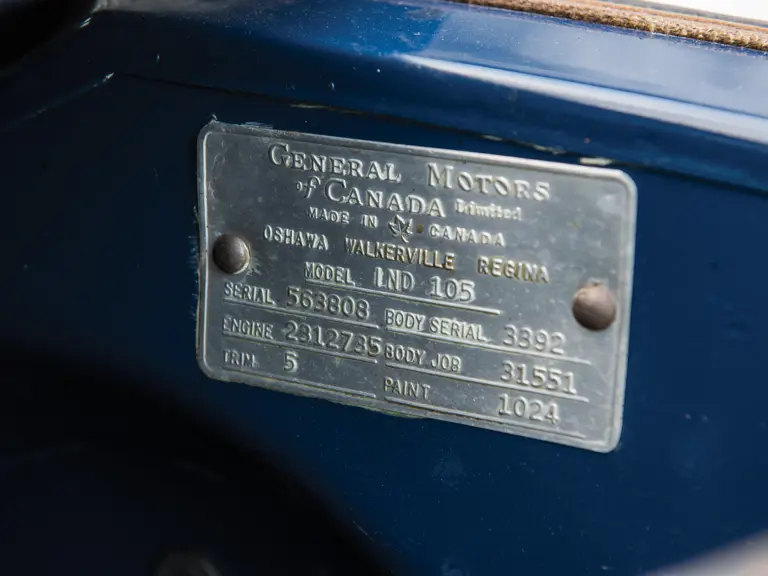 GENERAL MOTORS
of CANADA Limited
MADE IN CANADA
OSHAWA WALKERVILLE REGINA
MODEL IND 105
SERIAL 563808 BODY SERIAL 3392
ENGINE 2312735 BODY JOB 31551
TRIM 5 PAINT 1024